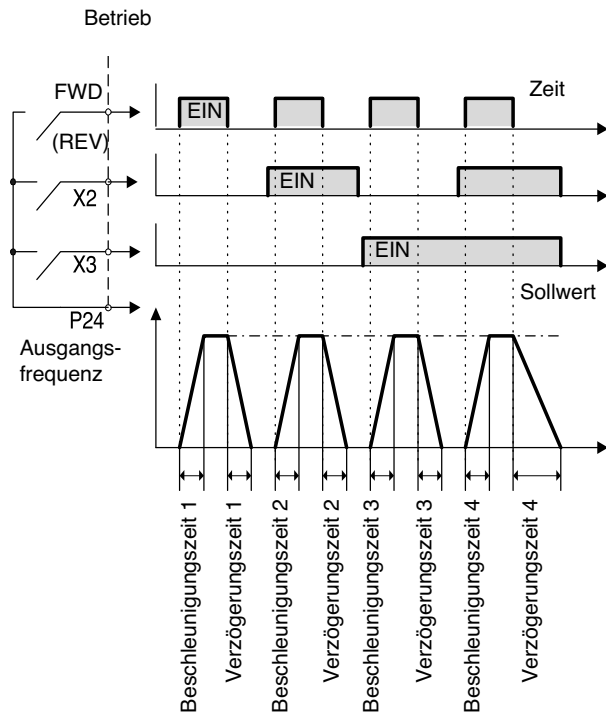 Betrieb
FWD
(REV)
EIN
Zeit
X2
EIN
X3
EIN
Sollwert
P24
Ausgangs-
frequenz
Beschleunigungszeit 1
Verzögerungszeit 1
Beschleunigungszeit 2
Verzögerungszeit 2
Beschleunigungszeit 3
Verzögerungszeit 3
Beschleunigungszeit 4
Verzögerungszeit 4